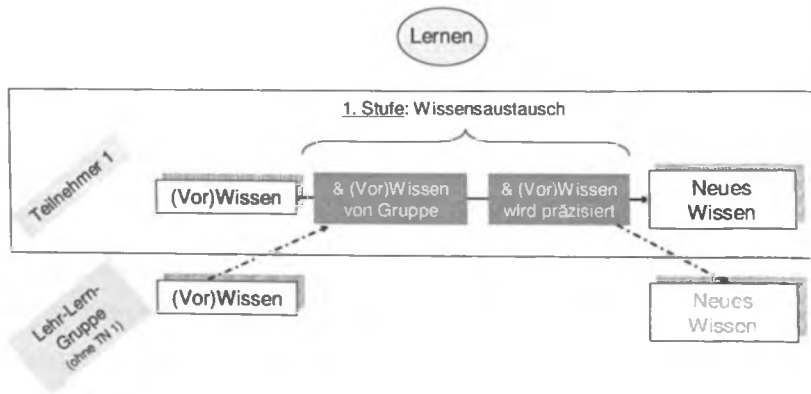 Lernen
1. Stufe: Wissensaustausch
Teilnehmer 1
(Vor)Wissen
& (Vor)Wissen
von Gruppe
& (Vor)Wissen
wird präzisiert
Neues
Wissen
Lehr-Lern-
Gruppe
(ohne TN 1)
(Vor)Wissen
Neues
Wissen